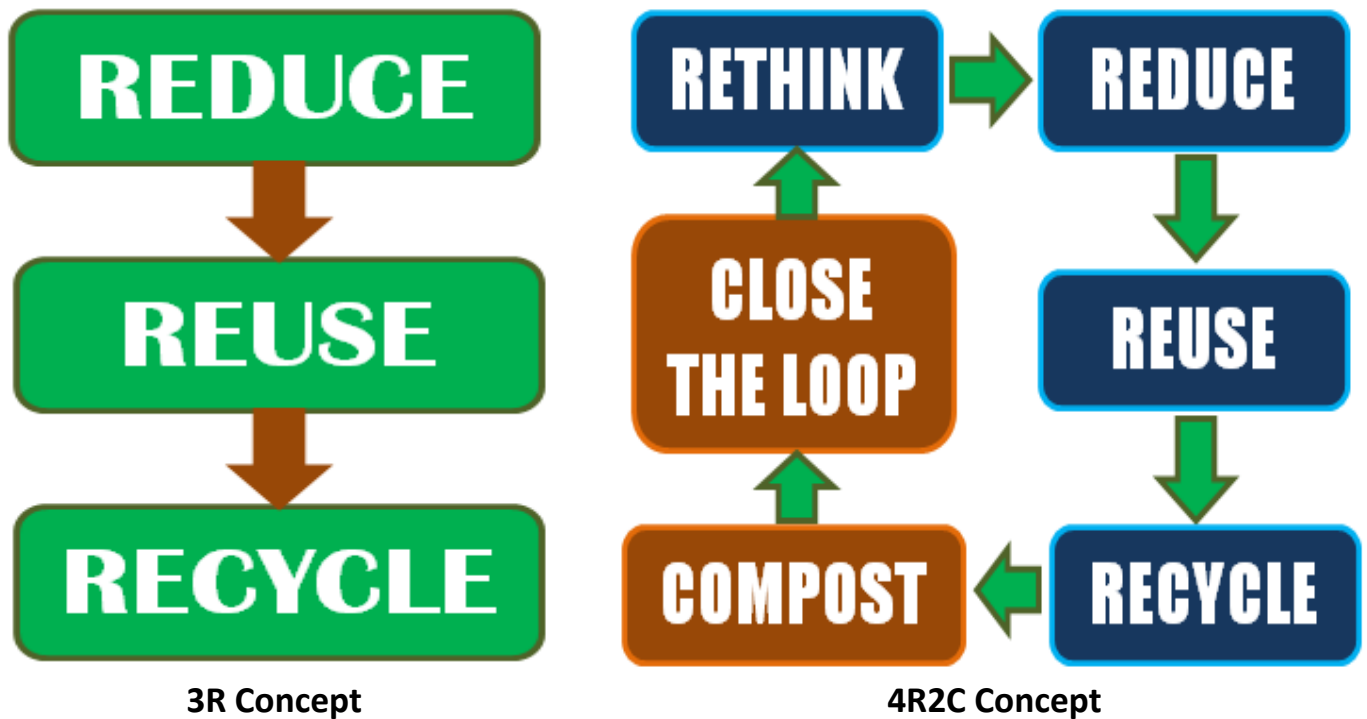 REDUCE
REUSE
RECYCLE
3R Concept
RETHINK
REDUCE
REUSE
RECYCLE
COMPOST
CLOSE
THE LOOP
4R2C Concept